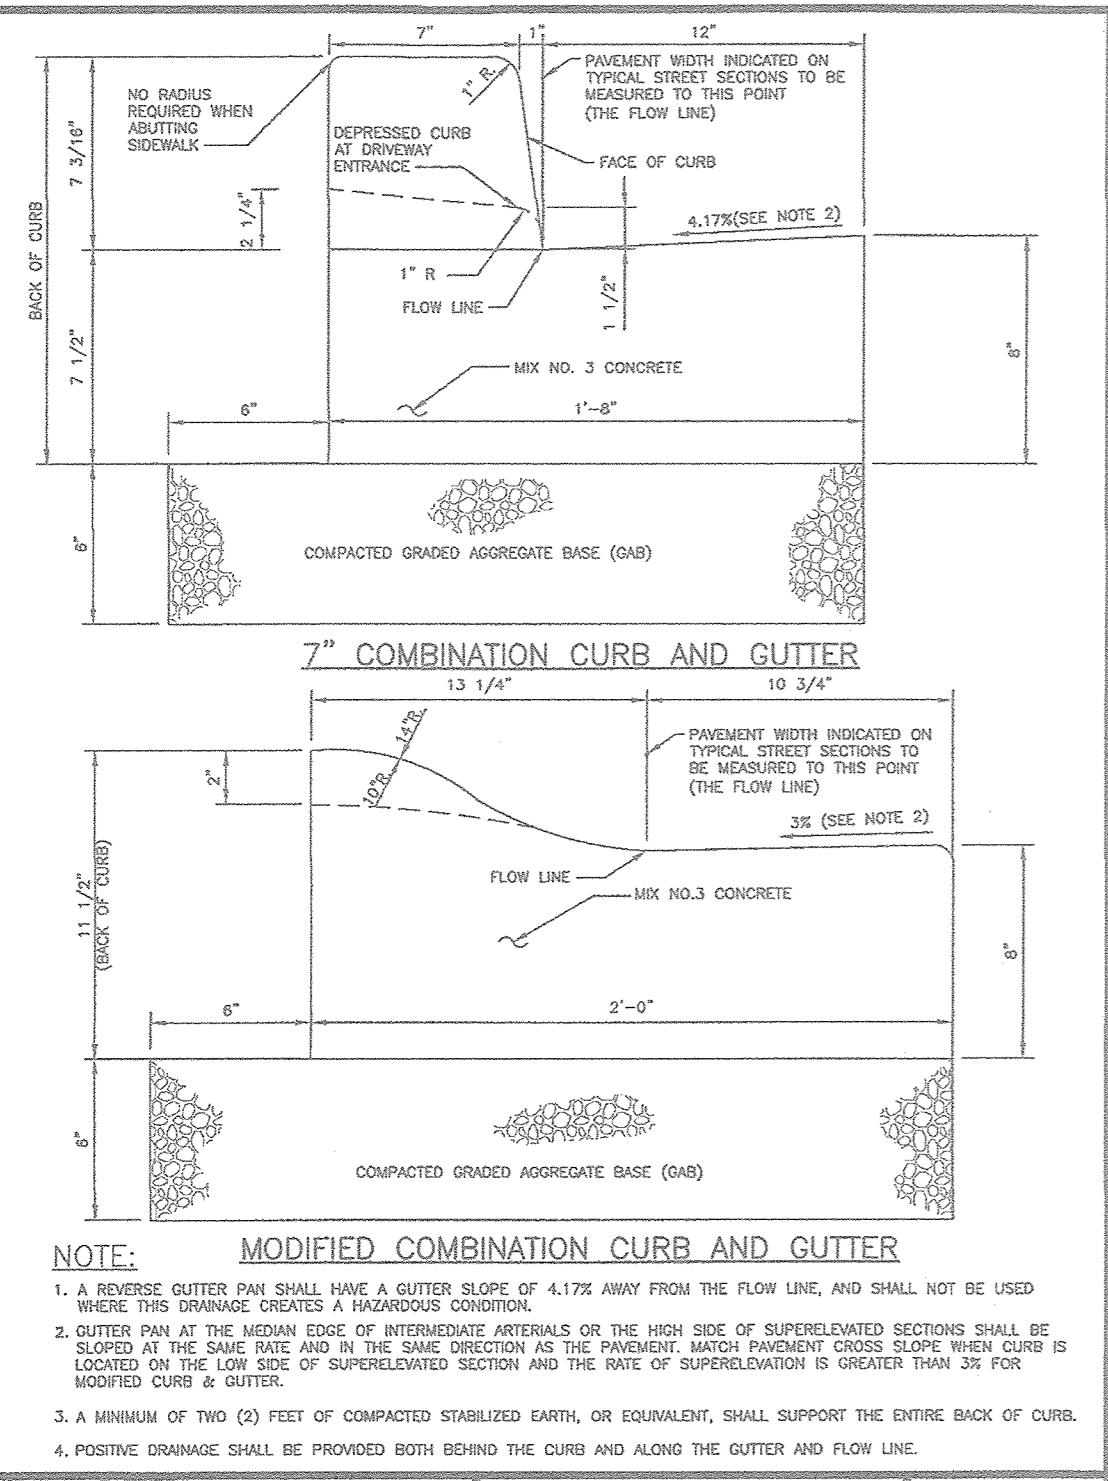 7"
1"
12"
PAVEMENT WIDTH INDICATED ON
TYPICAL STREET SECTIONS TO BE
MEASURED TO THIS POINT
(THE FLOW LINE)
1" R.
NO RADIUS
REQUIRED WHEN
ABUTTING
SIDEWALK
DEPRESSED CURB
AT DRIVEWAY
ENTRANCE
FACE OF CURB
7 3/16"
2 1/4"
4.17%(SEE NOTE 2)
BACK OF CURB
1" R
FLOW LINE
1 1/2"
7 1/2"
8"
MIX NO. 3 CONCRETE
6"
1'-8"
6"
COMPACTED GRADED AGGREGATE BASE (GAB)
7" COMBINATION CURB AND GUTTER
13 1/4"
10 3/4"
14"R.
10"R.
PAVEMENT WIDTH INDICATED ON
TYPICAL STREET SECTIONS TO
BE MEASURED TO THIS POINT
(THE FLOW LINE)
2"
3% (SEE NOTE 2)
FLOW LINE
MIX NO.3 CONCRETE
11 1/2"
(BACK OF CURB)
8"
6"
2'-0"
6"
COMPACTED GRADED AGGREGATE BASE (GAB)
MODIFIED COMBINATION CURB AND GUTTER
NOTE:
1. A REVERSE GUTTER PAN SHALL HAVE A GUTTER SLOPE OF 4.17% AWAY FROM THE FLOW LINE, AND SHALL NOT BE USED
WHERE THIS DRAINAGE CREATES A HAZARDOUS CONDITION.
2. GUTTER PAN AT THE MEDIAN EDGE OF INTERMEDIATE ARTERIALS OR THE HIGH SIDE OF SUPERELEVATED SECTIONS SHALL BE
SLOPED AT THE SAME RATE AND IN THE SAME DIRECTION AS THE PAVEMENT. MATCH PAVEMENT CROSS SLOPE WHEN CURB IS
LOCATED ON THE LOW SIDE OF SUPERELEVATED SECTION AND THE RATE OF SUPERELEVATION IS GREATER THAN 3% FOR
MODIFIED CURB & GUTTER.
3. A MINIMUM OF TWO (2) FEET OF COMPACTED STABILIZED EARTH, OR EQUIVALENT, SHALL SUPPORT THE ENTIRE BACK OF CURB.
4. POSITIVE DRAINAGE SHALL BE PROVIDED BOTH BEHIND THE CURB AND ALONG THE GUTTER AND FLOW LINE.